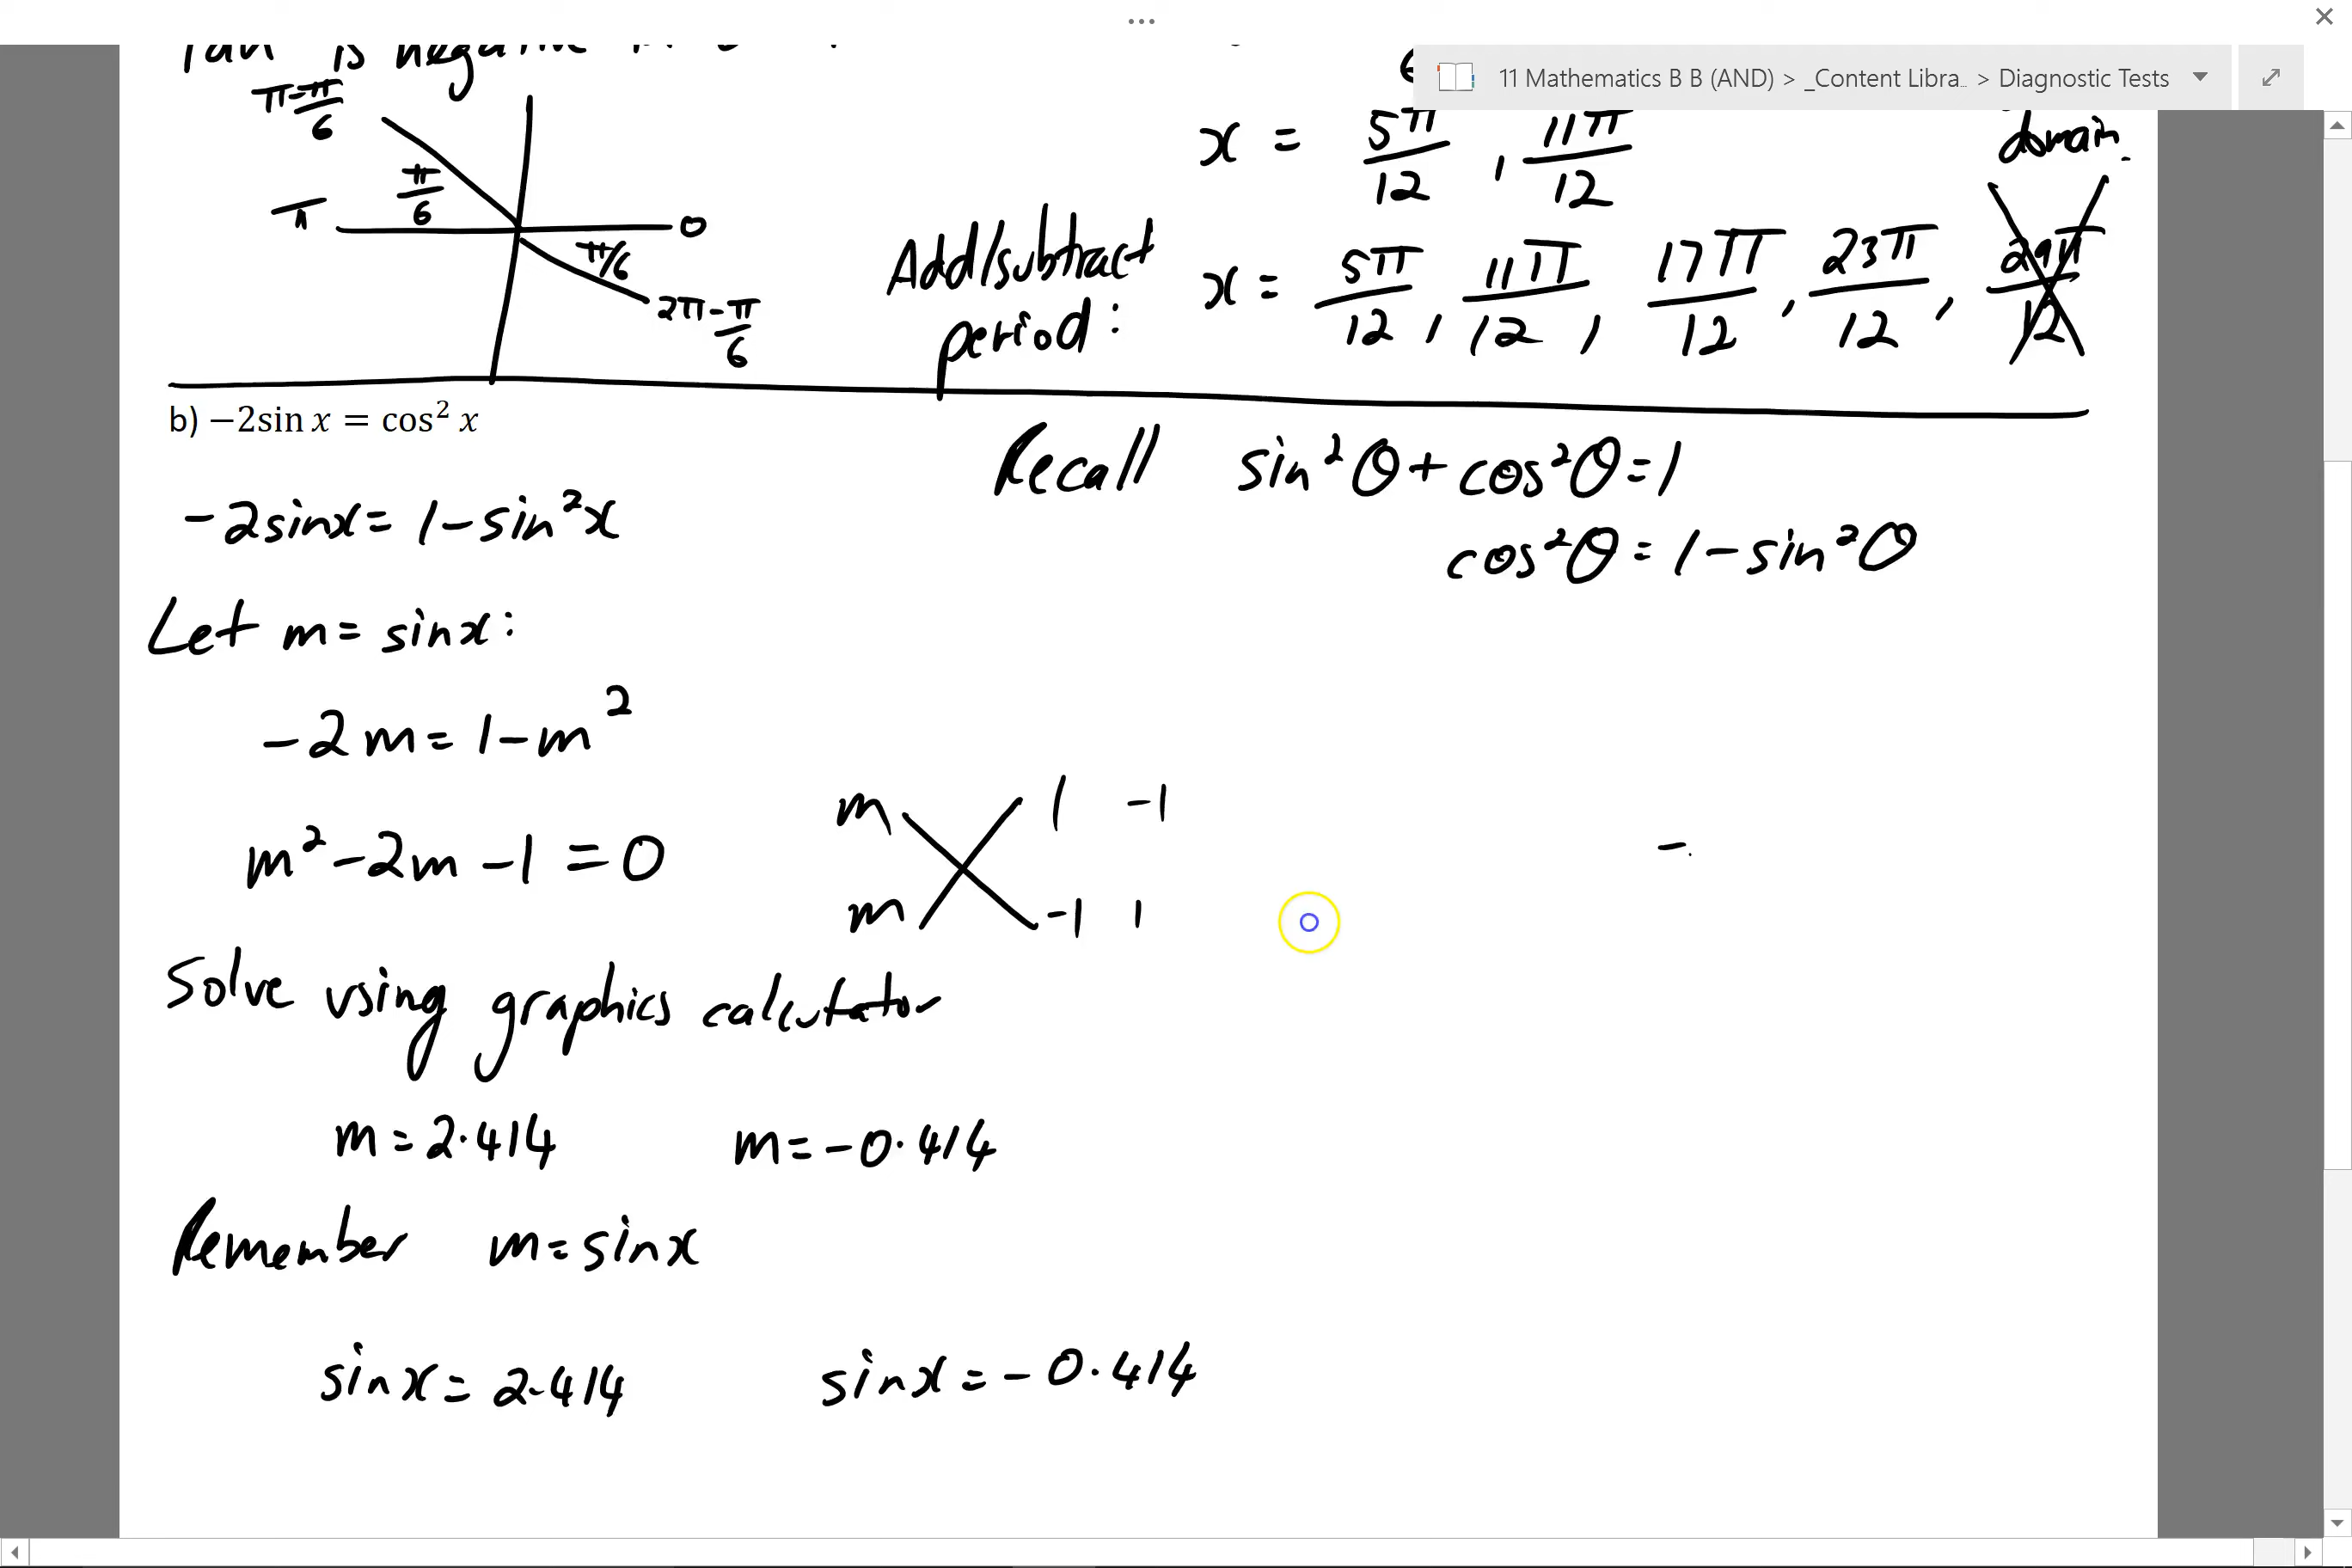 11 Mathematics B B (AND) > _Content Libra... > Diagnostic Tests
Tan is negative in
π-π/6
π/6
π
0
π/6
2π-π/6
domain.
x = 5π/12, 11π/12
Add/subtract period:
x = 5π/12, 11π/12, 17π/12, 23π/12, 29π/12
b) −2sin x = cos² x
Recall sin²θ+cos²θ=1
cos²θ=1-sin²θ
-2sinx=1-sin²x
Let m=sinx:
-2m=1-m²
m²-2m-1=0
m 1 -1
m -1 1
Solve using graphics calculator
m=2.414 m=-0.414
Remember m=sinx
sinx=2.414 sinx=-0.414